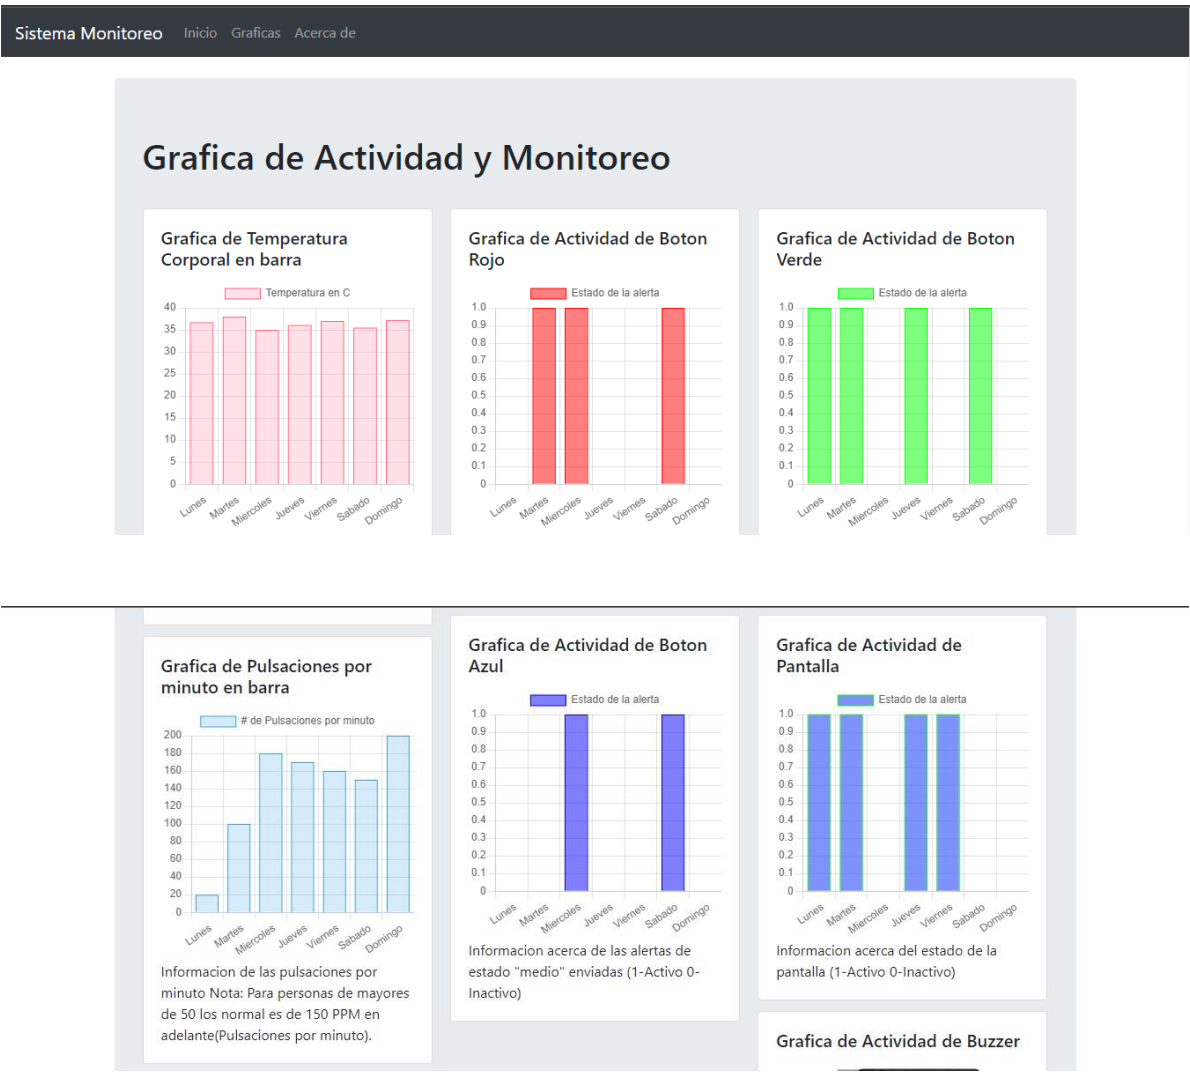 Sistema Monitoreo Inicio Graficas Acerca de
Grafica de Actividad y Monitoreo
Grafica de Temperatura
Corporal en barra
Temperatura en C
40
35
30
25
20
15
10
5
0
Lunes Martes Miercoles Jueves Viernes Sabado Domingo
Grafica de Actividad de Boton
Rojo
Estado de la alerta
1.0
0.9
0.8
0.7
0.6
0.5
0.4
0.3
0.2
0.1
0
Lunes Martes Miercoles Jueves Viernes Sabado Domingo
Grafica de Actividad de Boton
Verde
Estado de la alerta
1.0
0.9
0.8
0.7
0.6
0.5
0.4
0.3
0.2
0.1
0
Lunes Martes Miercoles Jueves Viernes Sabado Domingo
Grafica de Pulsaciones por
minuto en barra
# de Pulsaciones por minuto
200
180
160
140
120
100
80
60
40
20
0
Lunes Martes Miercoles Jueves Viernes Sabado Domingo
Informacion de las pulsaciones por
minuto Nota: Para personas de mayores
de 50 los normal es de 150 PPM en
adelante(Pulsaciones por minuto).
Grafica de Actividad de Boton
Azul
Estado de la alerta
1.0
0.9
0.8
0.7
0.6
0.5
0.4
0.3
0.2
0.1
0
Lunes Martes Miercoles Jueves Viernes Sabado Domingo
Informacion acerca de las alertas de
estado "medio" enviadas (1-Activo 0-
Inactivo)
Grafica de Actividad de
Pantalla
Estado de la alerta
1.0
0.9
0.8
0.7
0.6
0.5
0.4
0.3
0.2
0.1
0
Lunes Martes Miercoles Jueves Viernes Sabado Domingo
Informacion acerca del estado de la
pantalla (1-Activo 0-Inactivo)
Grafica de Actividad de Buzzer